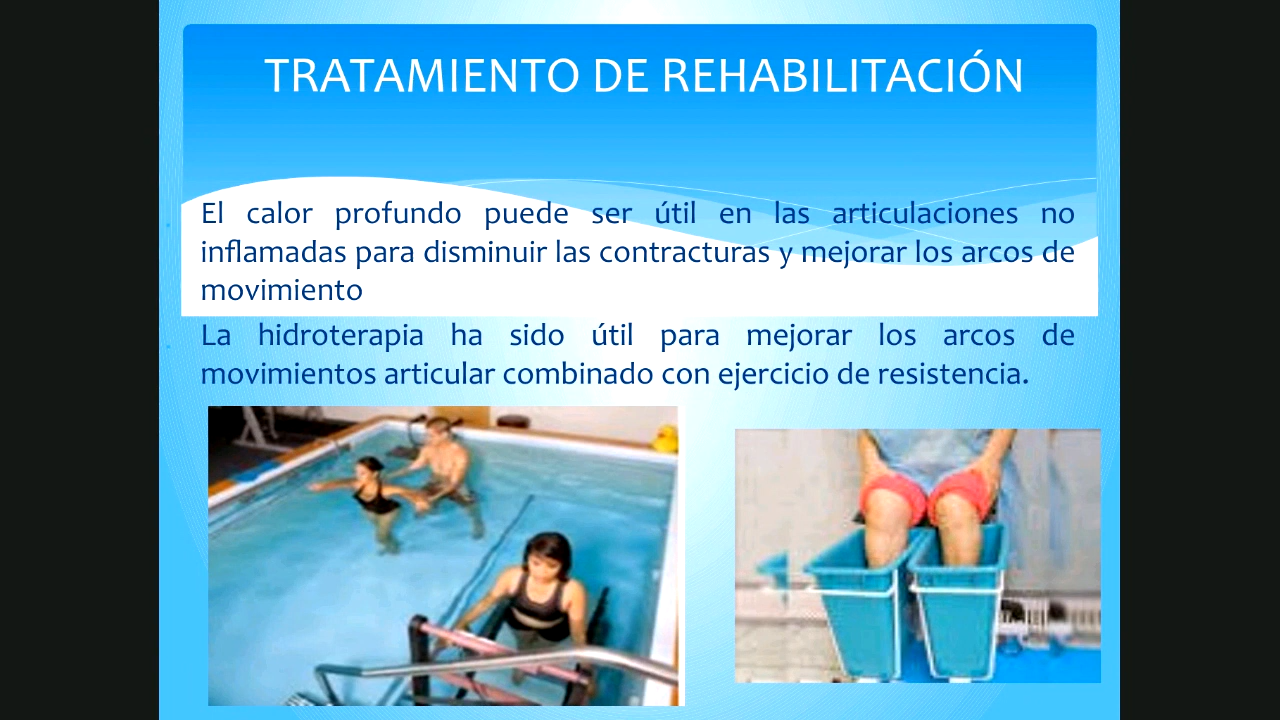 TRATAMIENTO DE REHABILITACIÓN
El calor profundo puede ser útil en las articulaciones no
inflamadas para disminuir las contracturas y mejorar los arcos de
movimiento
La hidroterapia ha sido útil para mejorar los arcos de
movimientos articular combinado con ejercicio de resistencia.